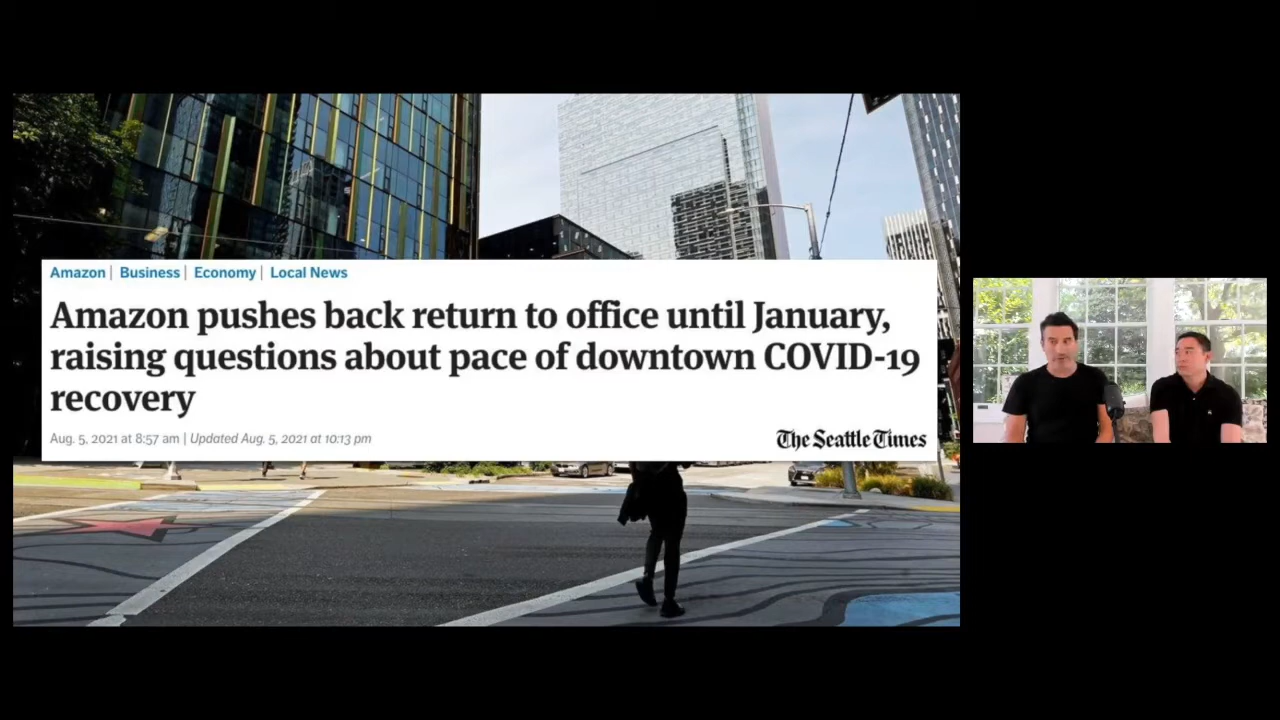 Amazon | Business | Economy | Local News
Amazon pushes back return to office until January,
raising questions about pace of downtown COVID-19
recovery
Aug. 5, 2021 at 8:57 am | Updated Aug. 5, 2021 at 10:13 pm
The Seattle Times